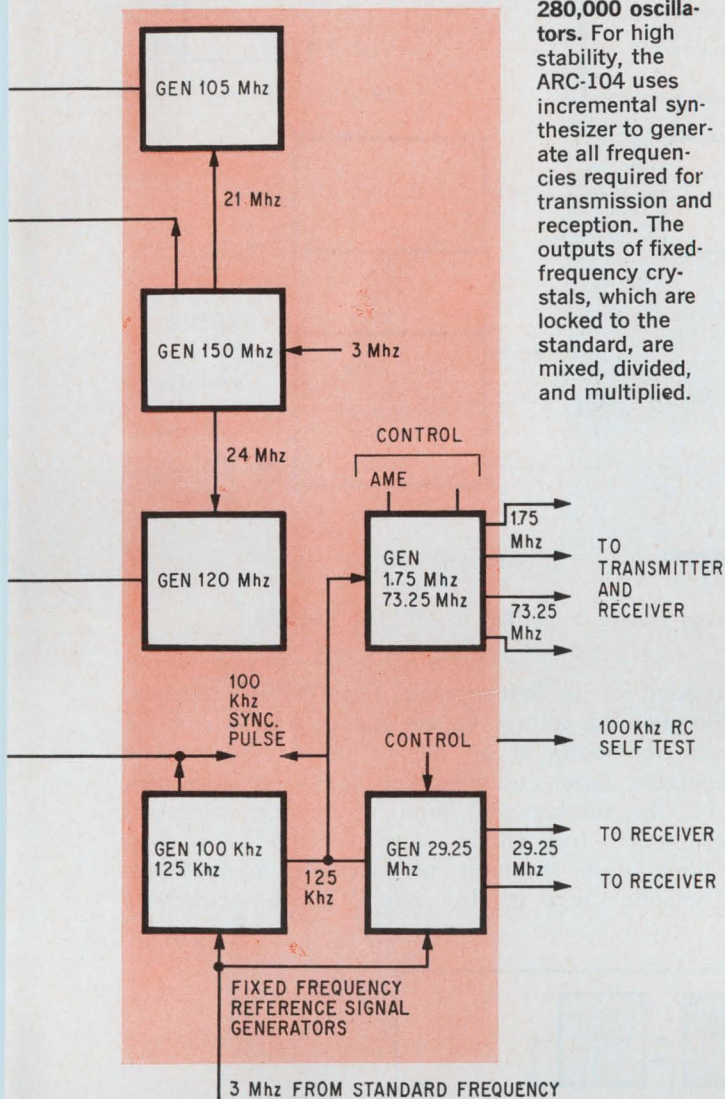 280,000 oscilla-
tors. For high
stability, the
ARC-104 uses
incremental syn-
thesizer to gener-
ate all frequen-
cies required for
transmission and
reception. The
outputs of fixed-
frequency cry-
stals, which are
locked to the
standard, are
mixed, divided,
and multiplied.
GEN 105 Mhz
21 Mhz
GEN 150 Mhz
3 Mhz
24 Mhz
GEN 120 Mhz
CONTROL
AME
GEN
1.75 Mhz
73.25 Mhz
1.75
Mhz
73.25
Mhz
TO
TRANSMITTER
AND
RECEIVER
100
Khz
SYNC.
PULSE
CONTROL
100Khz RC
SELF TEST
GEN 100 Khz
125 Khz
125
Khz
GEN 29.25
Mhz
29.25
Mhz
TO RECEIVER
TO RECEIVER
FIXED FREQUENCY
REFERENCE SIGNAL
GENERATORS
3 Mhz FROM STANDARD FREQUENCY